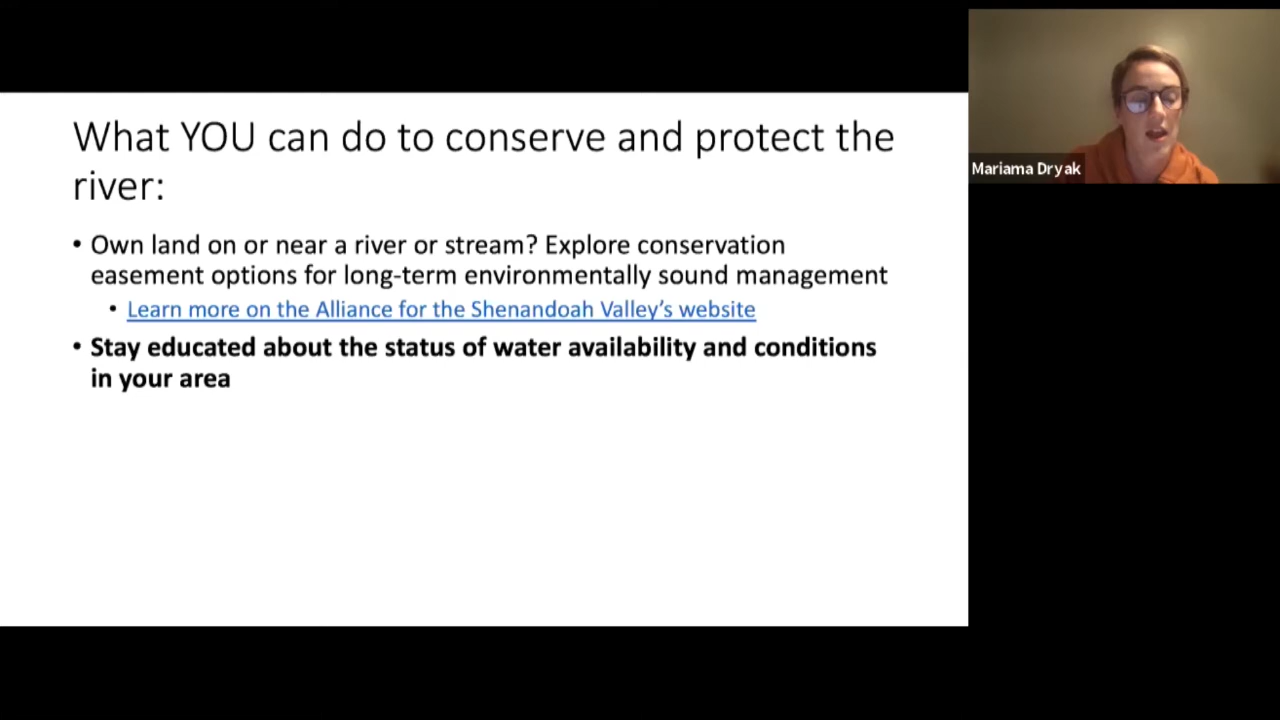 What YOU can do to conserve and protect the
river:
• Own land on or near a river or stream? Explore conservation
easement options for long-term environmentally sound management
• Learn more on the Alliance for the Shenandoah Valley’s website
• Stay educated about the status of water availability and conditions
in your area
Mariama Dryak